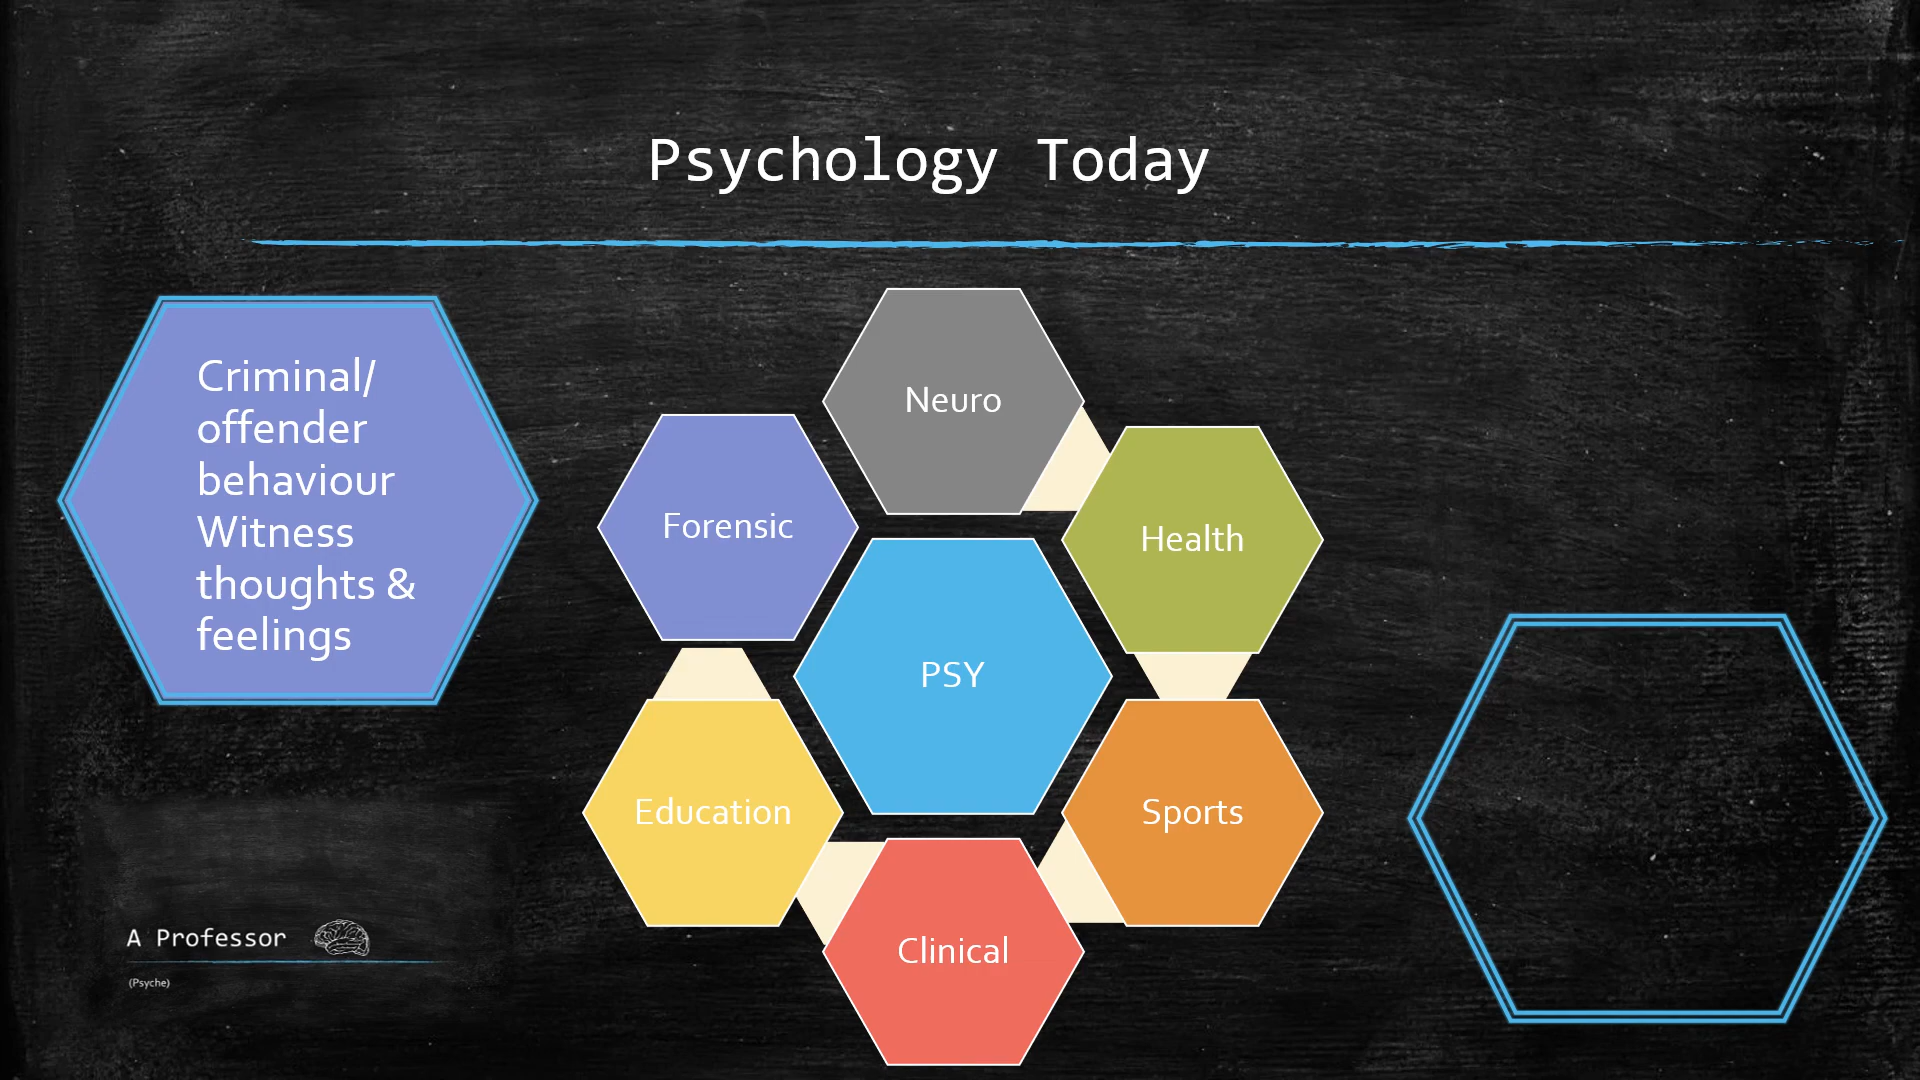 Psychology Today
Criminal/
offender
behaviour
Witness
thoughts &
feelings
Neuro
Forensic
Health
PSY
Education
Sports
Clinical
A Professor
(Psyche)